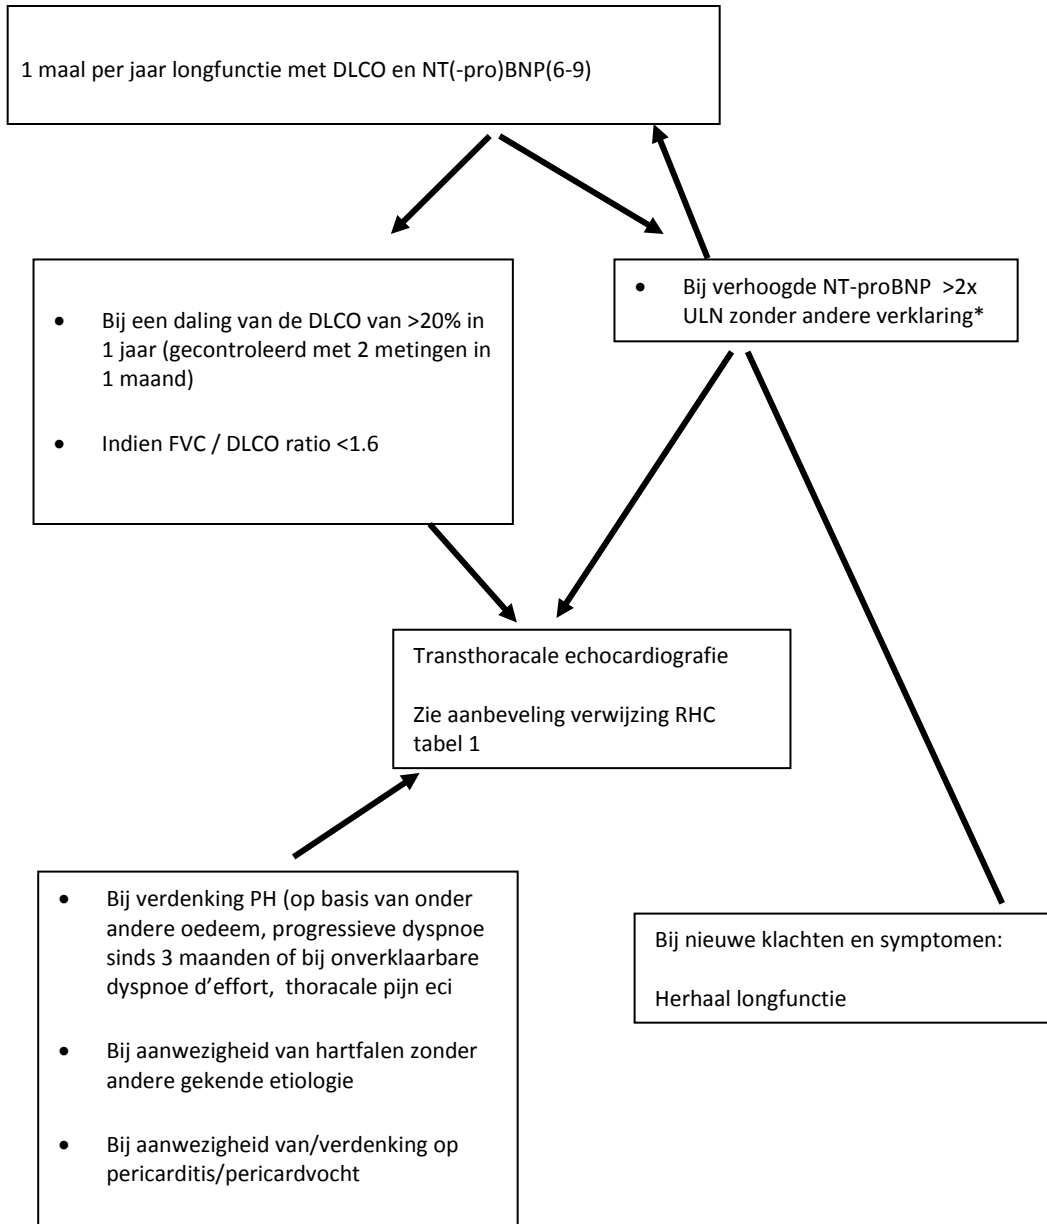 1 maal per jaar longfunctie met DLCO en NT(-pro)BNP(6-9)
• Bij een daling van de DLCO van >20% in
1 jaar (gecontroleerd met 2 metingen in
1 maand)
• Indien FVC / DLCO ratio <1.6
• Bij verhoogde NT-proBNP >2x
ULN zonder andere verklaring*
Transthoracale echocardiografie
Zie aanbeveling verwijzing RHC
tabel 1
• Bij verdenking PH (op basis van onder
andere oedeem, progressieve dyspnoe
sinds 3 maanden of bij onverklaarbare
dyspnoe d’effort, thoracale pijn eci
• Bij aanwezigheid van hartfalen zonder
andere gekende etiologie
• Bij aanwezigheid van/verdenking op
pericarditis/pericardvocht
Bij nieuwe klachten en symptomen:
Herhaal longfunctie